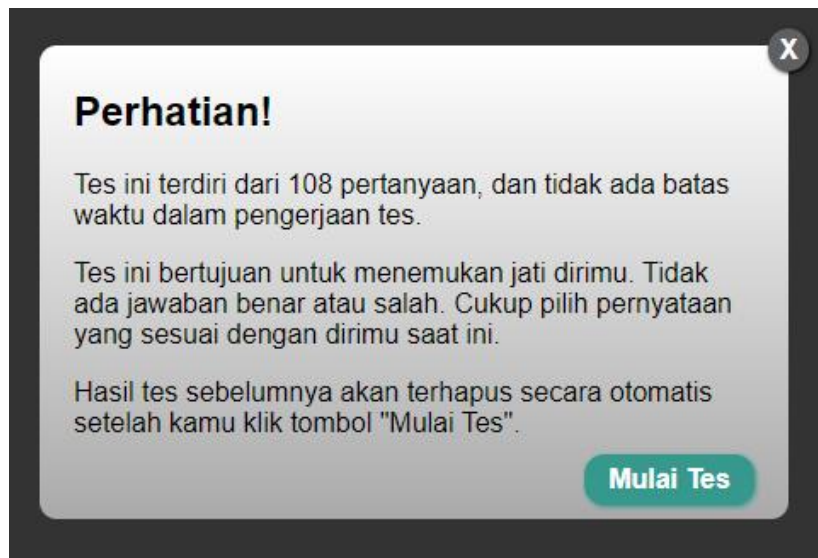 X
Perhatian!
Tes ini terdiri dari 108 pertanyaan, dan tidak ada batas
waktu dalam pengerjaan tes.
Tes ini bertujuan untuk menemukan jati dirimu. Tidak
ada jawaban benar atau salah. Cukup pilih pernyataan
yang sesuai dengan dirimu saat ini.
Hasil tes sebelumnya akan terhapus secara otomatis
setelah kamu klik tombol "Mulai Tes".
Mulai Tes